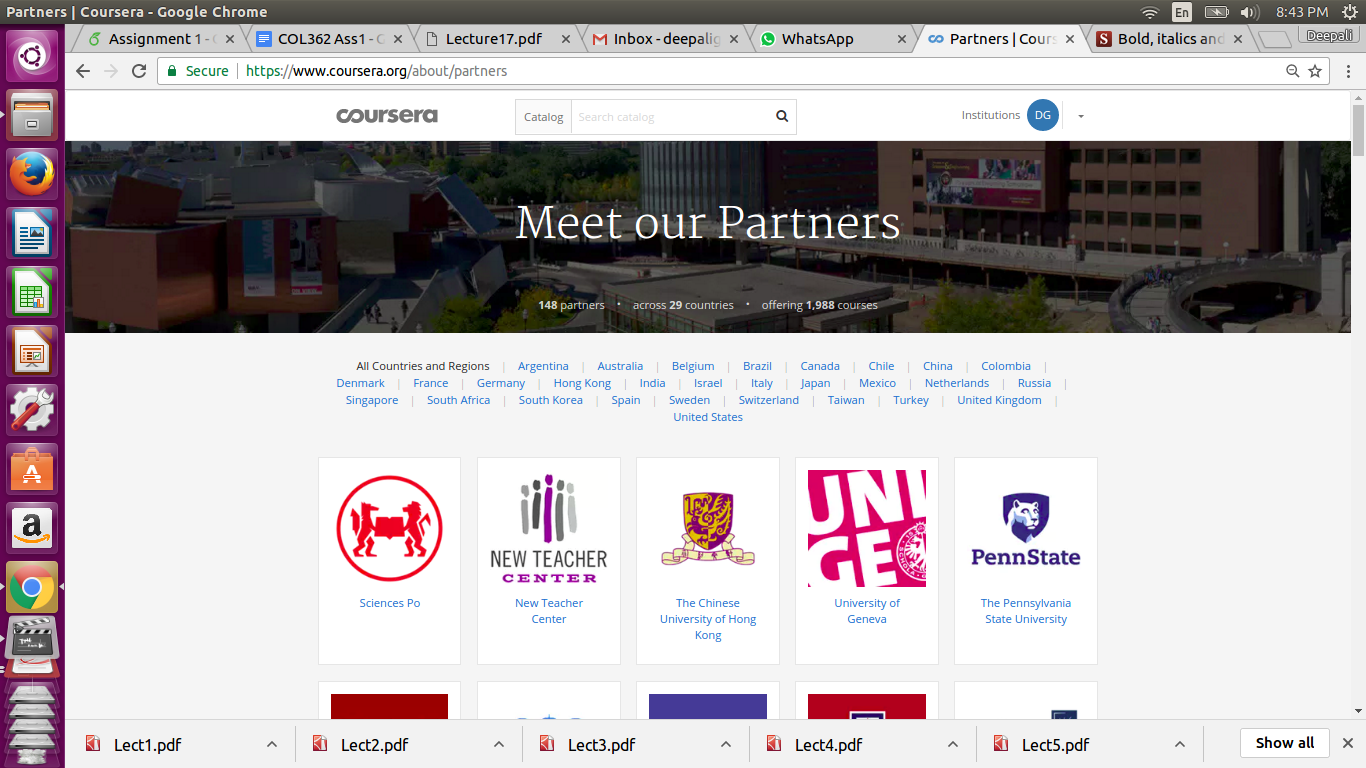 Partners | Coursera - Google Chrome
En
8:43 PM
Assignment 1 - C
COL362 Ass1 - G
Lecture17.pdf
Inbox - deepalig
WhatsApp
Partners | Cours
Bold, italics and
Deepali
Secure
https://www.coursera.org/about/partners
coursera
Catalog
Search catalog
Institutions
DG
Meet our Partners
148 partners • across 29 countries • offering 1,988 courses
All Countries and Regions | Argentina | Australia | Belgium | Brazil | Canada | Chile | China | Colombia |
Denmark | France | Germany | Hong Kong | India | Israel | Italy | Japan | Mexico | Netherlands | Russia |
Singapore | South Africa | South Korea | Spain | Sweden | Switzerland | Taiwan | Turkey | United Kingdom |
United States
Sciences Po
NEW TEACHER
CENTER
New Teacher
Center
The Chinese
University of Hong
Kong
UNI
GE
University of
Geneva
PennState
The Pennsylvania
State University
Lect1.pdf
Lect2.pdf
Lect3.pdf
Lect4.pdf
Lect5.pdf
Show all